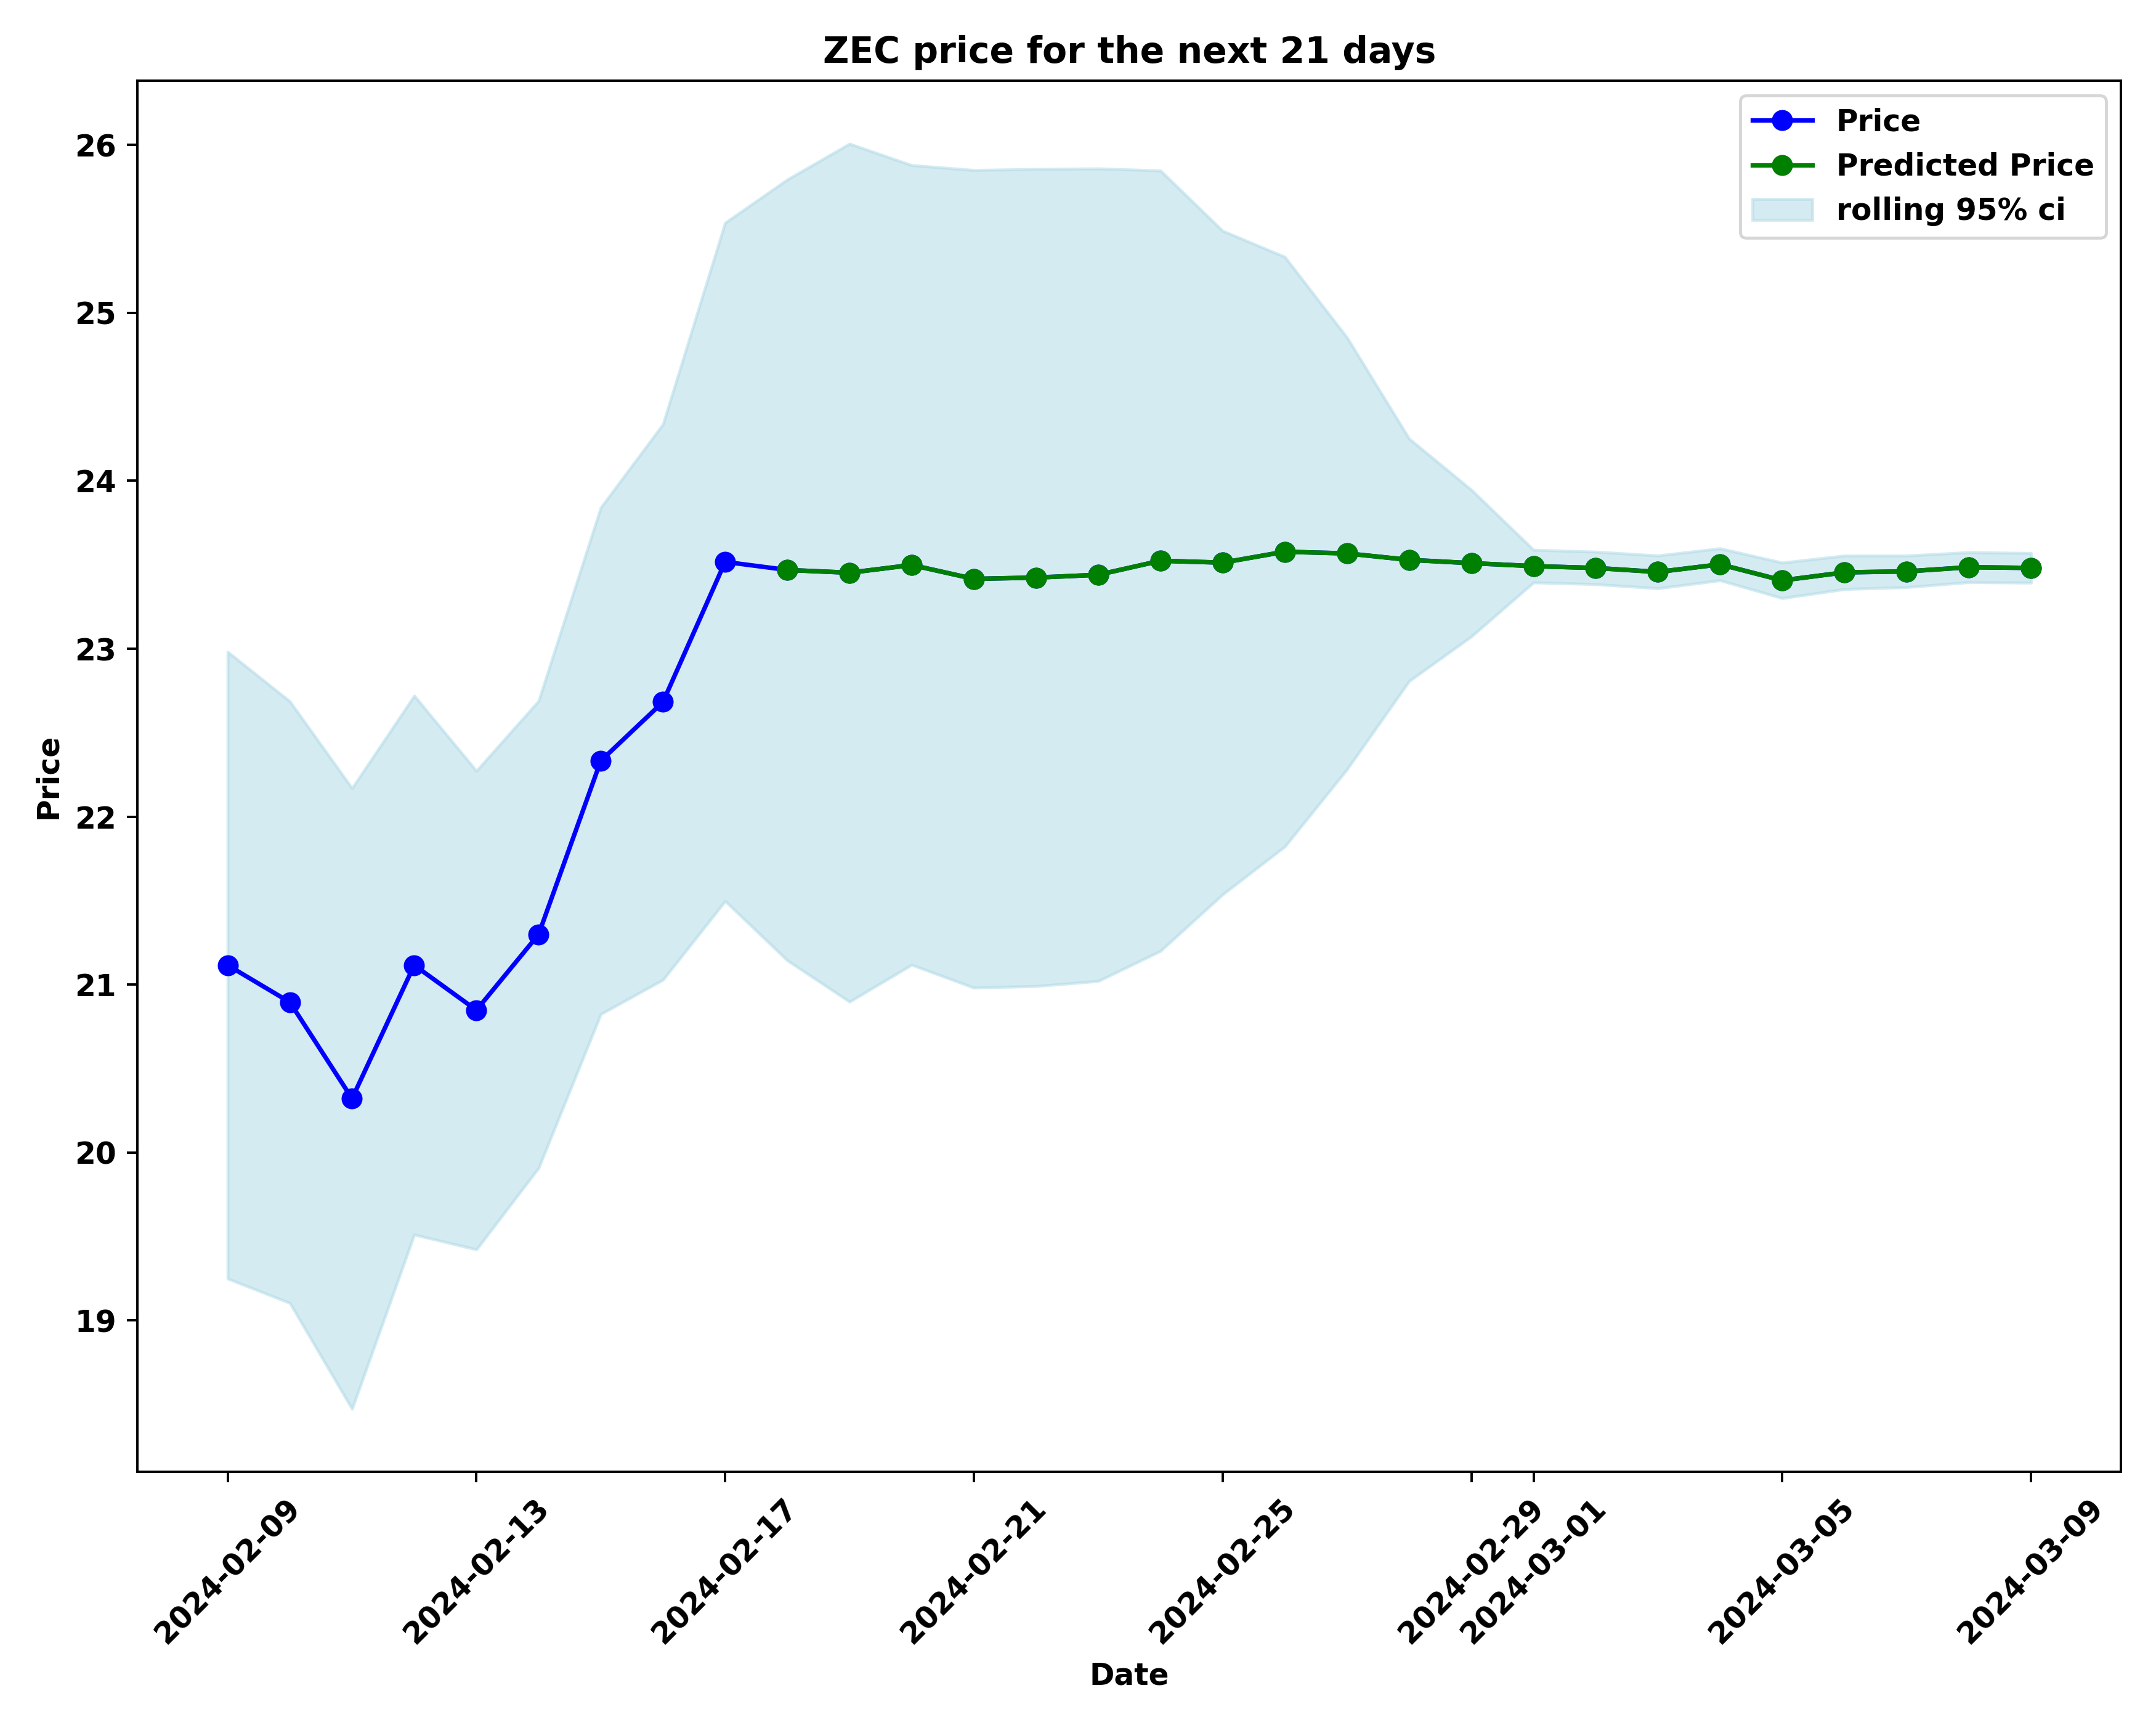 ZEC price for the next 21 days
Price
Predicted Price
rolling 95% ci
26
25
24
23
22
21
20
19
Price
2024-02-09
2024-02-13
2024-02-17
2024-02-21
2024-02-25
2024-02-29
2024-03-01
2024-03-05
2024-03-09
Date